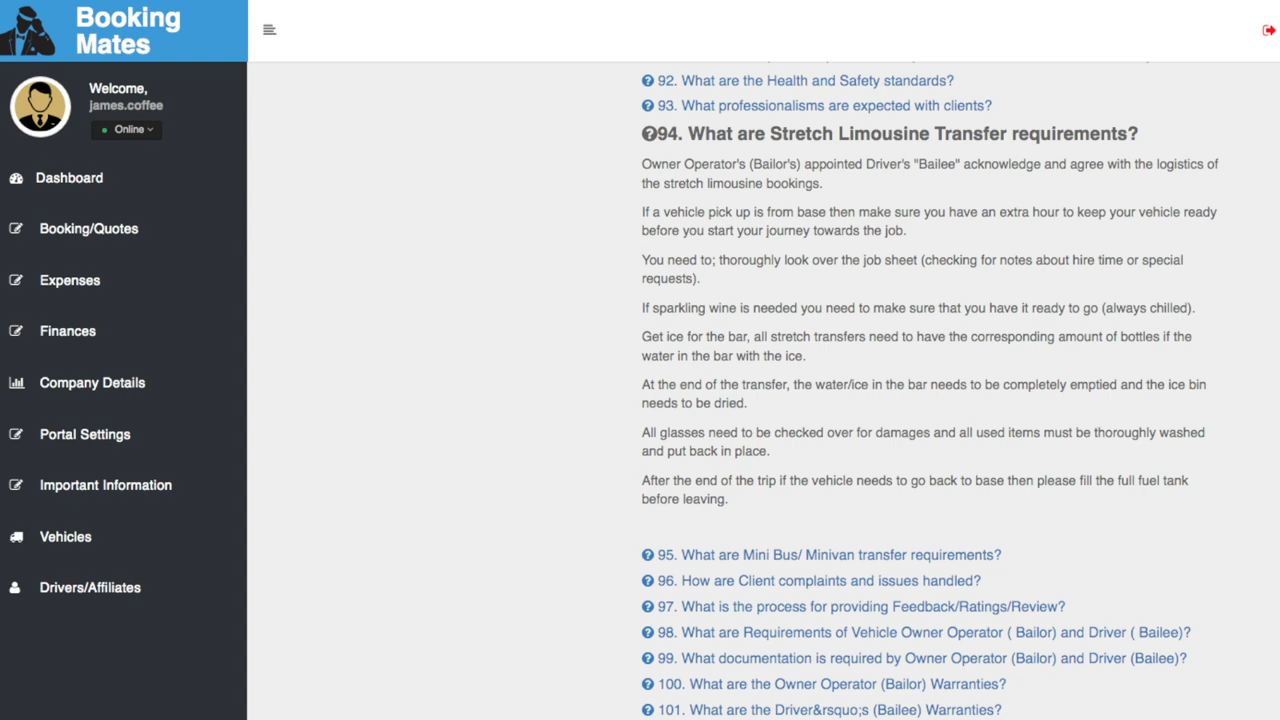 Booking
Mates
Welcome,
james.coffee
Online
Dashboard
Booking/Quotes
Expenses
Finances
Company Details
Portal Settings
Important Information
Vehicles
Drivers/Affiliates
92. What are the Health and Safety standards?
93. What professionalisms are expected with clients?
94. What are Stretch Limousine Transfer requirements?
Owner Operator's (Bailor's) appointed Driver's "Bailee" acknowledge and agree with the logistics of
the stretch limousine bookings.
If a vehicle pick up is from base then make sure you have an extra hour to keep your vehicle ready
before you start your journey towards the job.
You need to; thoroughly look over the job sheet (checking for notes about hire time or special
requests).
If sparkling wine is needed you need to make sure that you have it ready to go (always chilled).
Get ice for the bar, all stretch transfers need to have the corresponding amount of bottles if the
water in the bar with the ice.
At the end of the transfer, the water/ice in the bar needs to be completely emptied and the ice bin
needs to be dried.
All glasses need to be checked over for damages and all used items must be thoroughly washed
and put back in place.
After the end of the trip if the vehicle needs to go back to base then please fill the full fuel tank
before leaving.
95. What are Mini Bus/ Minivan transfer requirements?
96. How are Client complaints and issues handled?
97. What is the process for providing Feedback/Ratings/Review?
98. What are Requirements of Vehicle Owner Operator ( Bailor) and Driver ( Bailee)?
99. What documentation is required by Owner Operator (Bailor) and Driver (Bailee)?
100. What are the Owner Operator (Bailor) Warranties?
101. What are the Driver&rsquo;s (Bailee) Warranties?